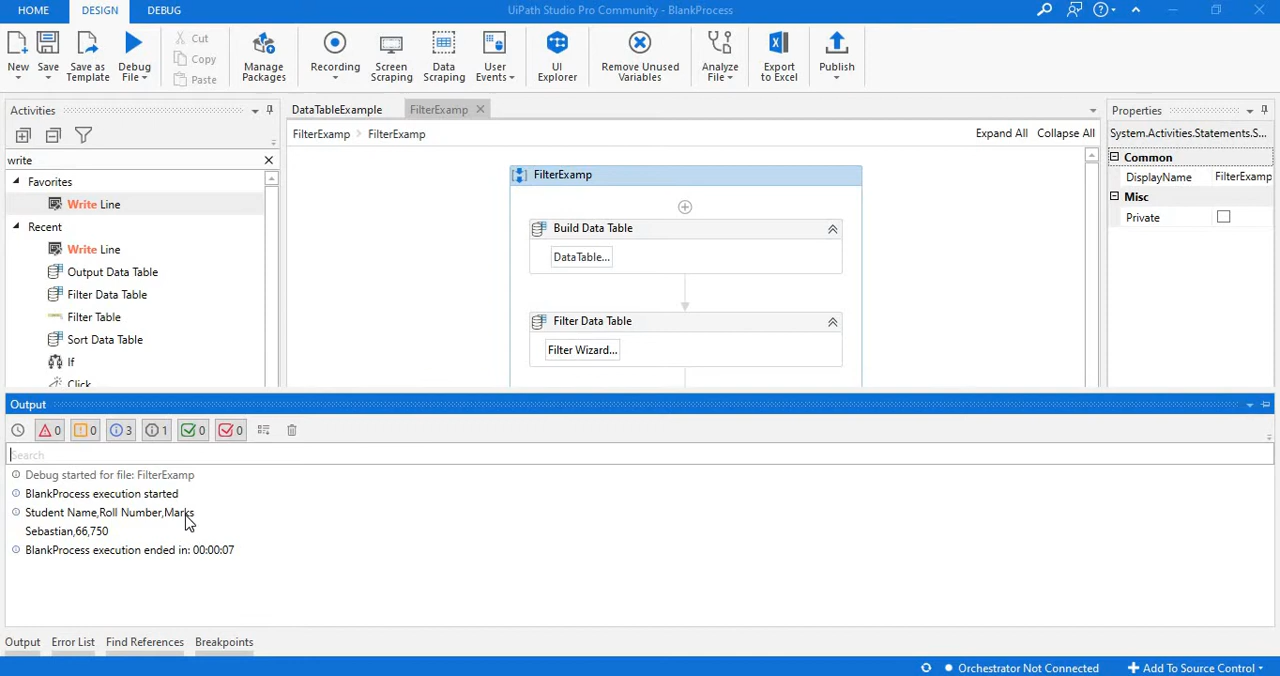 HOME DESIGN DEBUG UiPath Studio Pro Community - BlankProcess
New Save Save as Template Debug File Cut Copy Paste Manage Packages Recording Screen Scraping Data Scraping User Events UI Explorer Remove Unused Variables Analyze File Export to Excel Publish
Activities
write
Favorites
Write Line
Recent
Write Line
Output Data Table
Filter Data Table
Filter Table
Sort Data Table
If
Click
DataTableExample FilterExamp
FilterExamp FilterExamp Expand All Collapse All
FilterExamp
Build Data Table
DataTable...
Filter Data Table
Filter Wizard...
Properties
System.Activities.Statements.S...
Common
DisplayName FilterExamp
Misc
Private
Output
0 0 3 1 0 0
Search
Debug started for file: FilterExamp
BlankProcess execution started
Student Name,Roll Number,Marks
Sebastian,66,750
BlankProcess execution ended in: 00:00:07
Output Error List Find References Breakpoints
Orchestrator Not Connected Add To Source Control